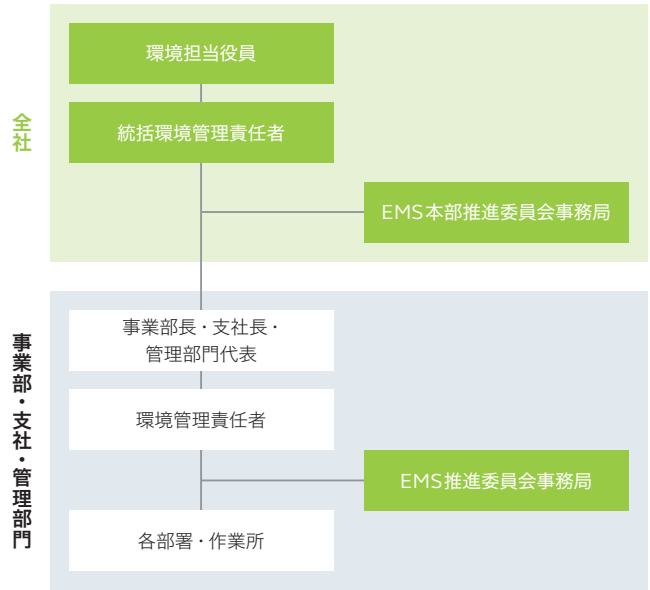 全社
環境担当役員
統括環境管理責任者
EMS本部推進委員会事務局
事業部・支社・管理部門
事業部長・支社長・
管理部門代表
環境管理責任者
EMS推進委員会事務局
各部署・作業所